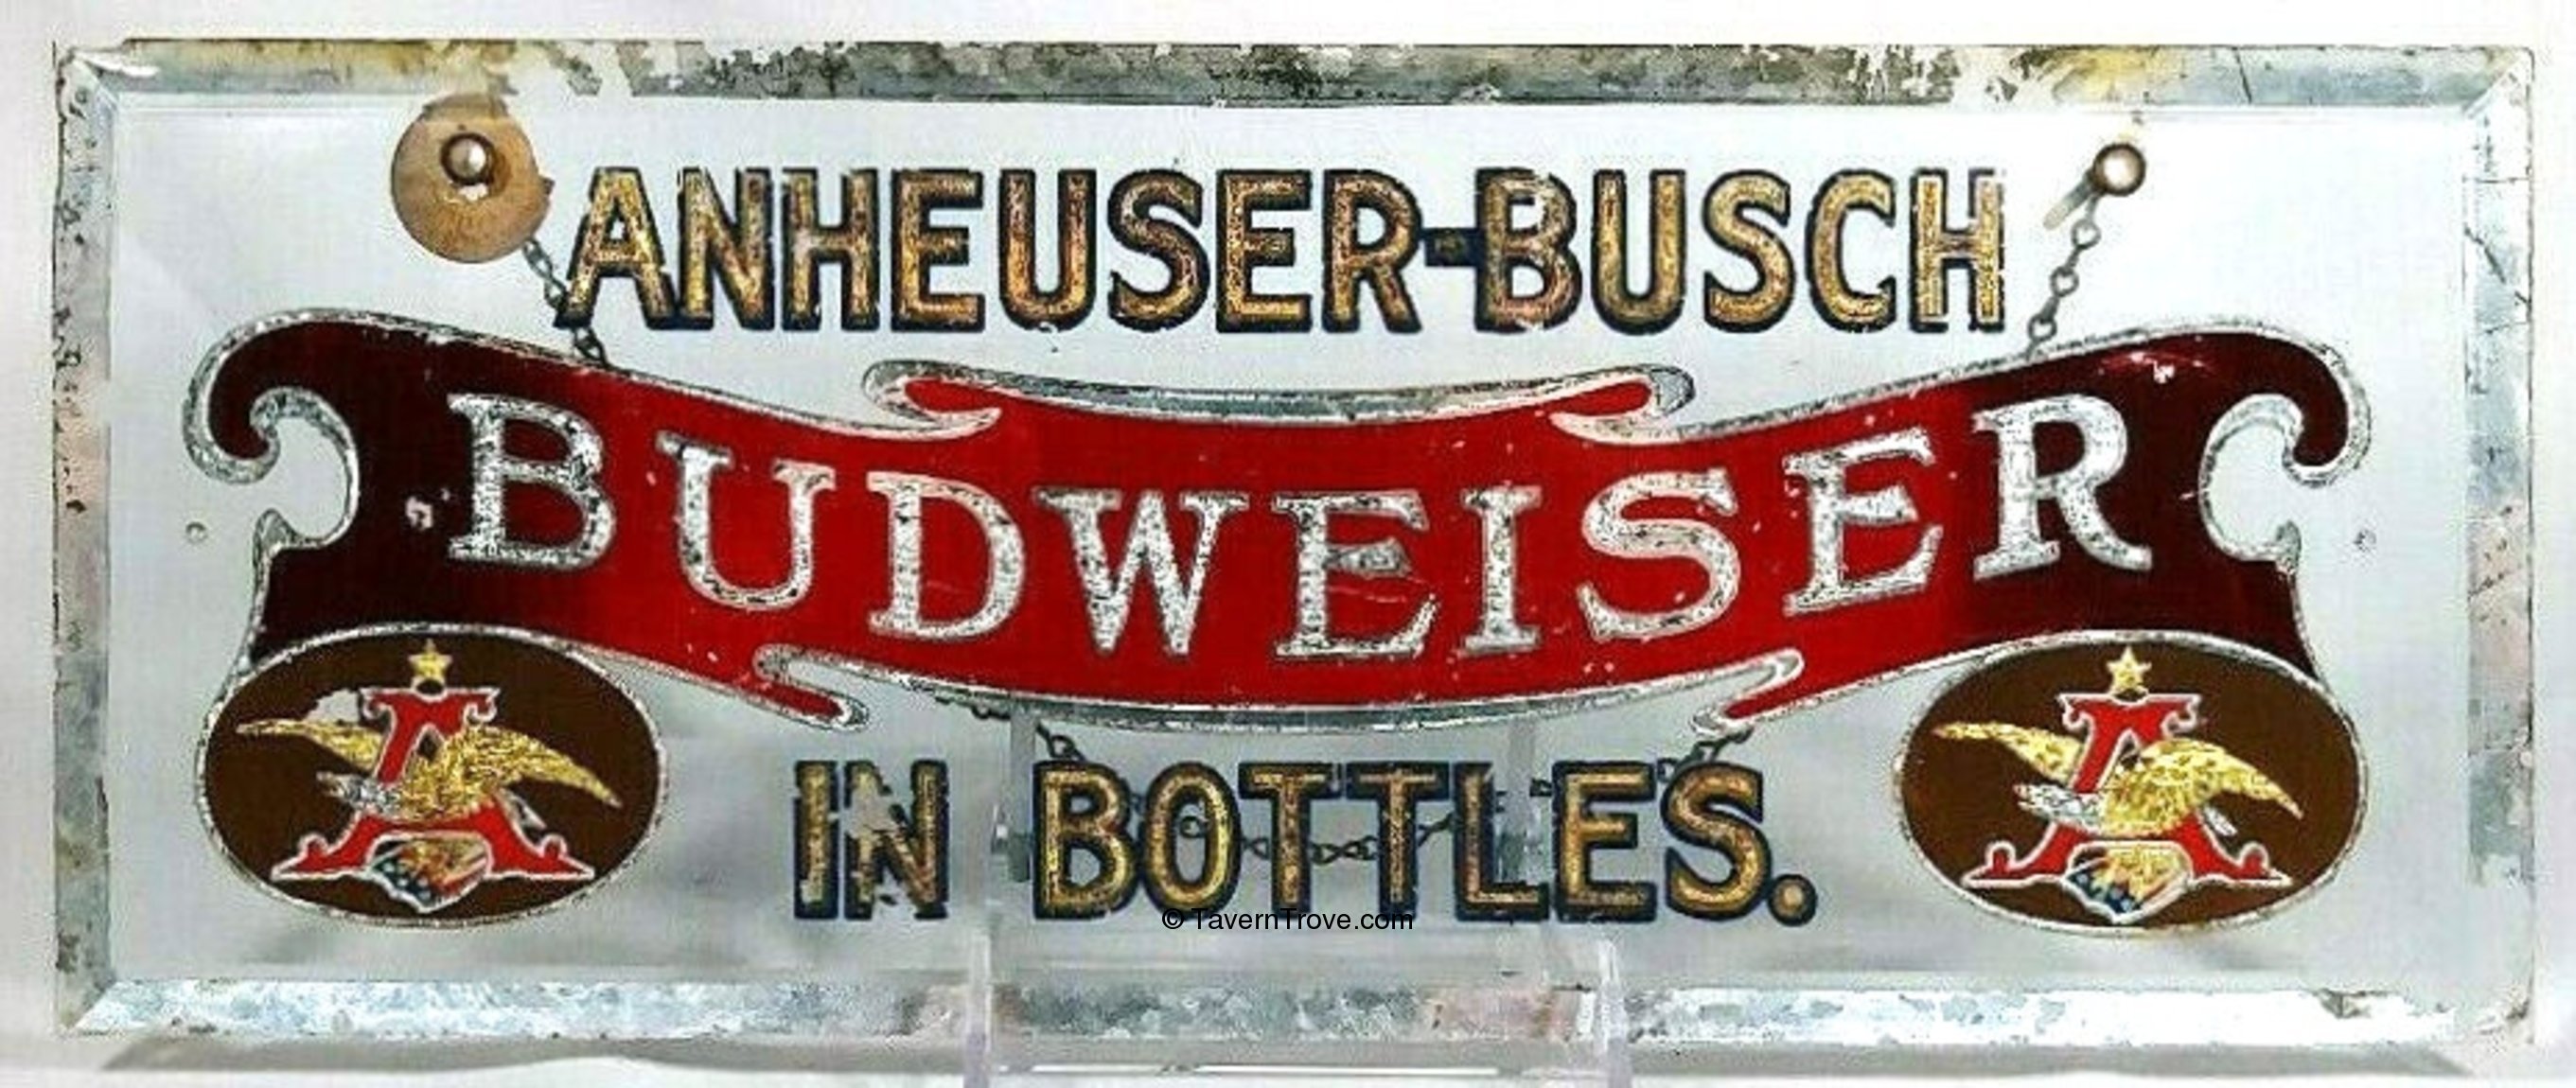 ANHEUSER-BUSCH
BUDWEISER
A
A
IN BOTTLES.
© TavernTrove.com